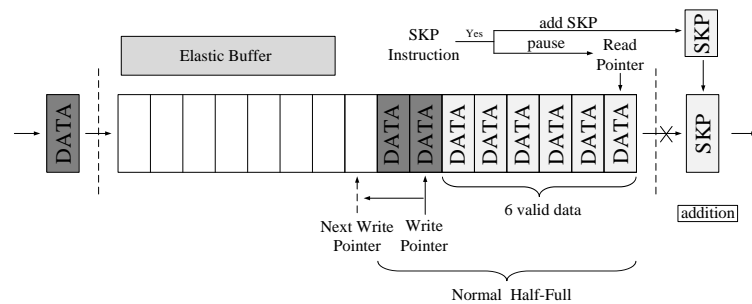 add SKP
SKP
Instruction
Yes
pause
Read
Pointer
SKP
Elastic Buffer
DATA
DATA
DATA
DATA
DATA
DATA
DATA
DATA
DATA
SKP
6 valid data
Next Write
Pointer
Write
Pointer
addition
Normal Half-Full